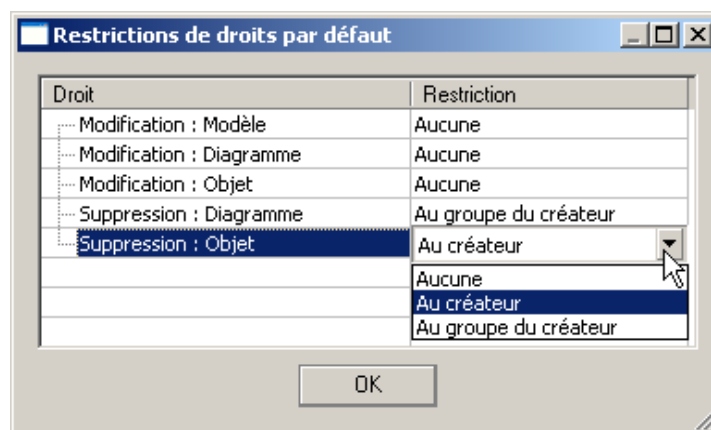 Restrictions de droits par défaut
Droit Restriction
Modification : Modèle Aucune
Modification : Diagramme Aucune
Modification : Objet Aucune
Suppression : Diagramme Au groupe du créateur
Suppression : Objet Au créateur
Aucune
Au créateur
Au groupe du créateur
OK